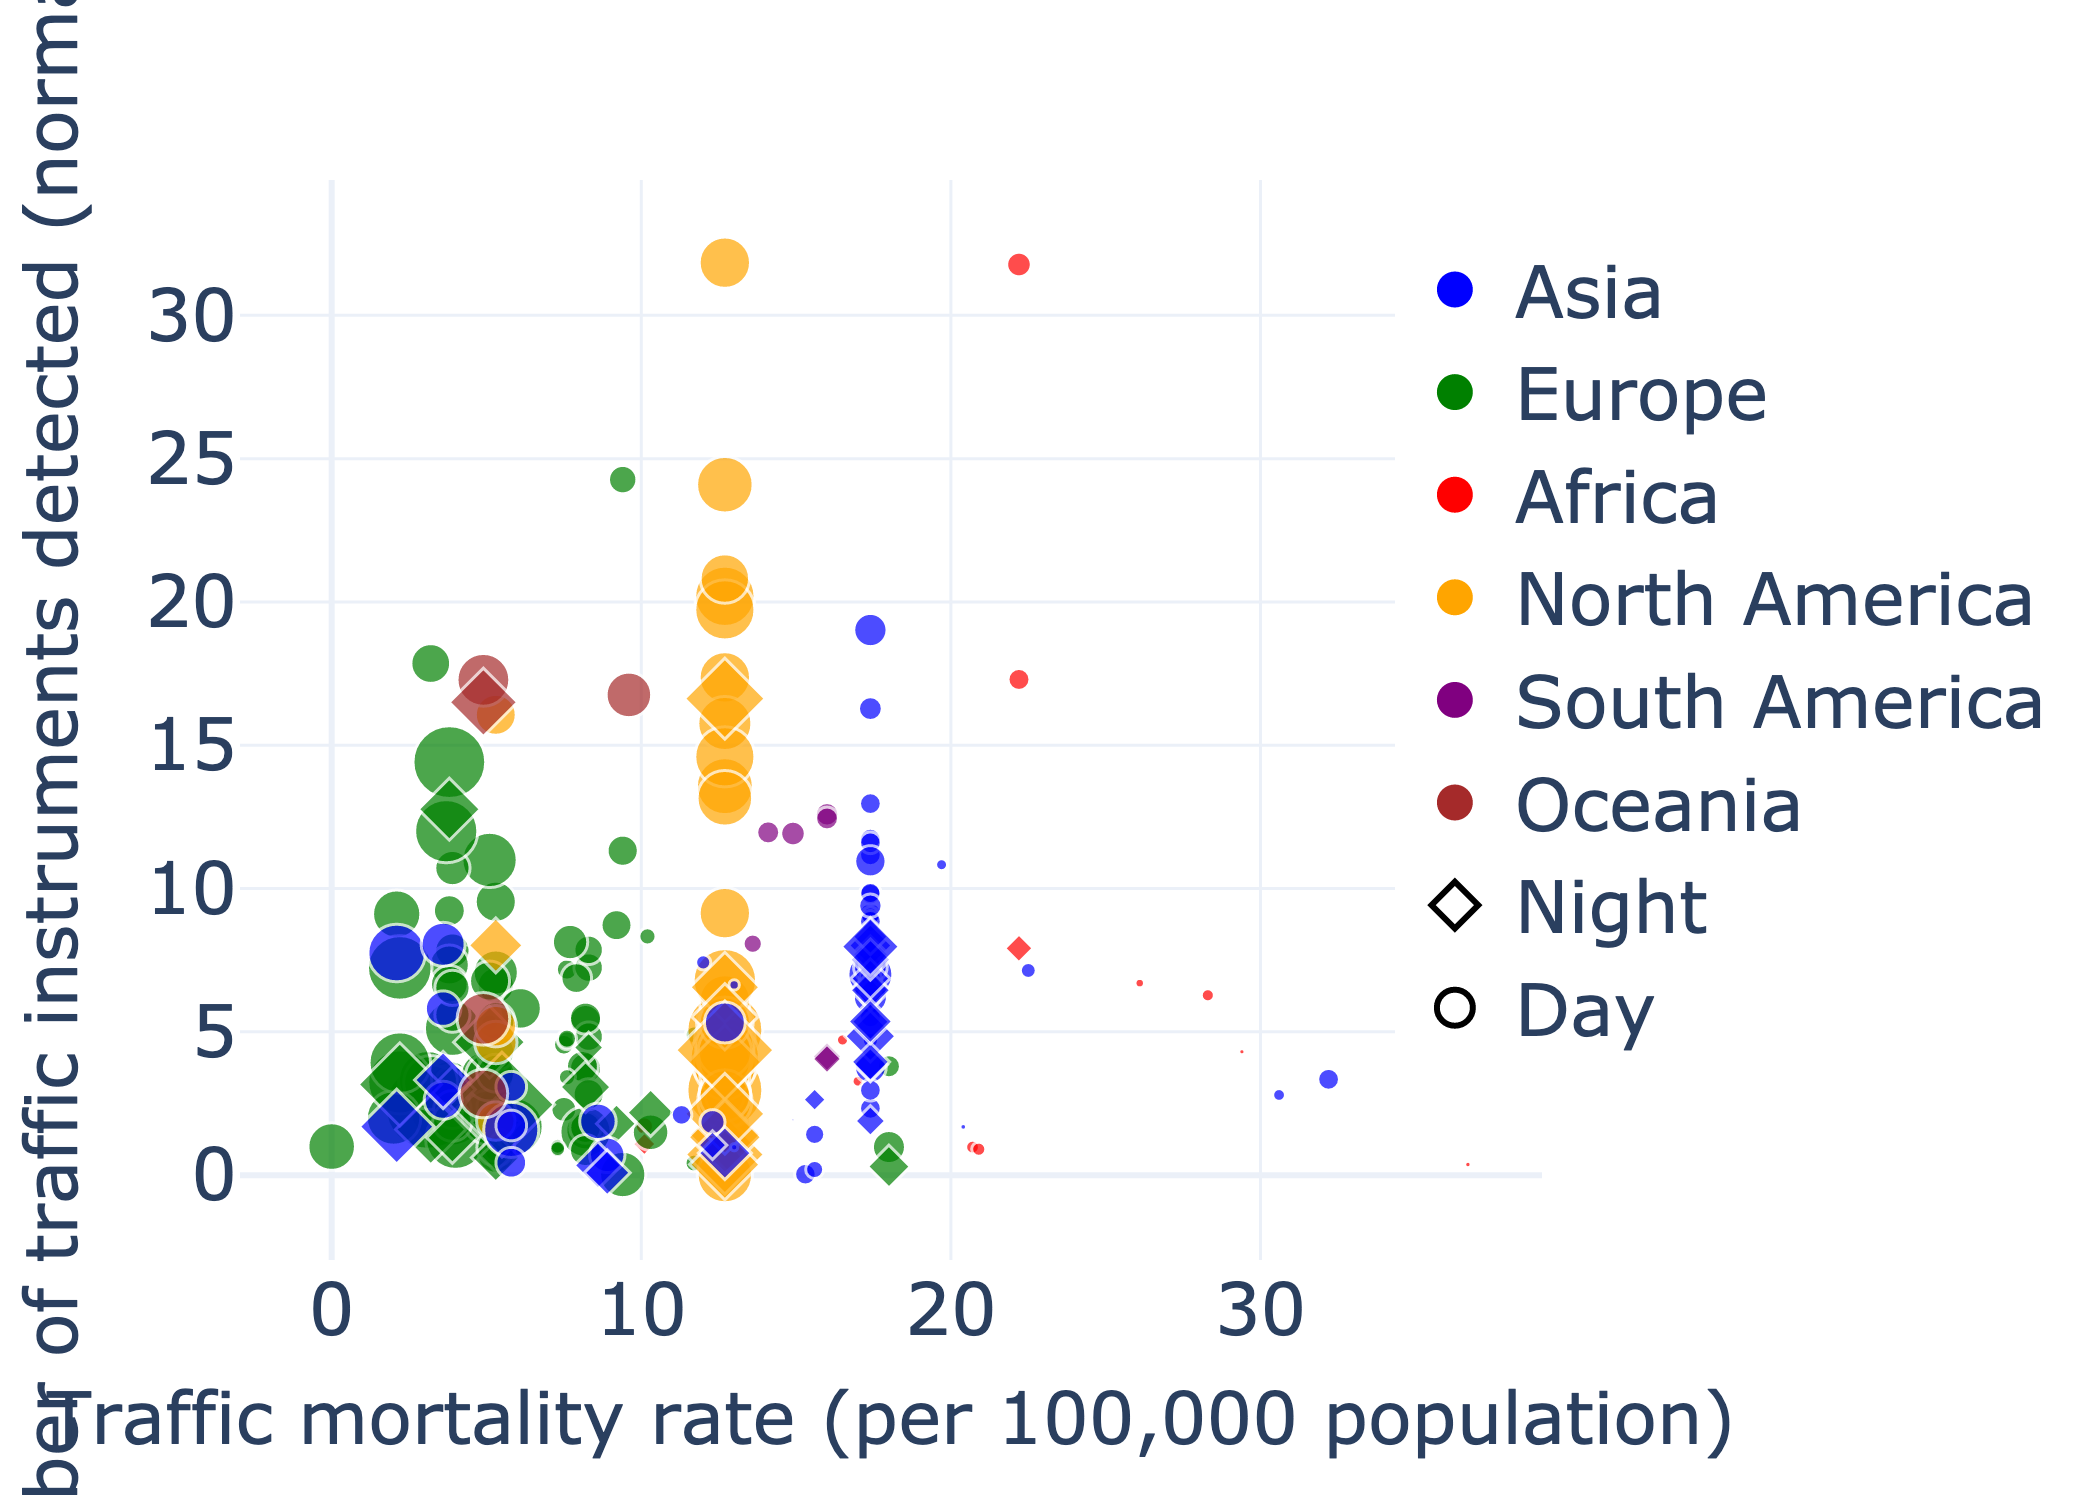 ber of traffic instruments detected (norma
30
25
20
15
10
5
0
0
10
20
30
Traffic mortality rate (per 100,000 population)
Asia
Europe
Africa
North America
South America
Oceania
Night
Day